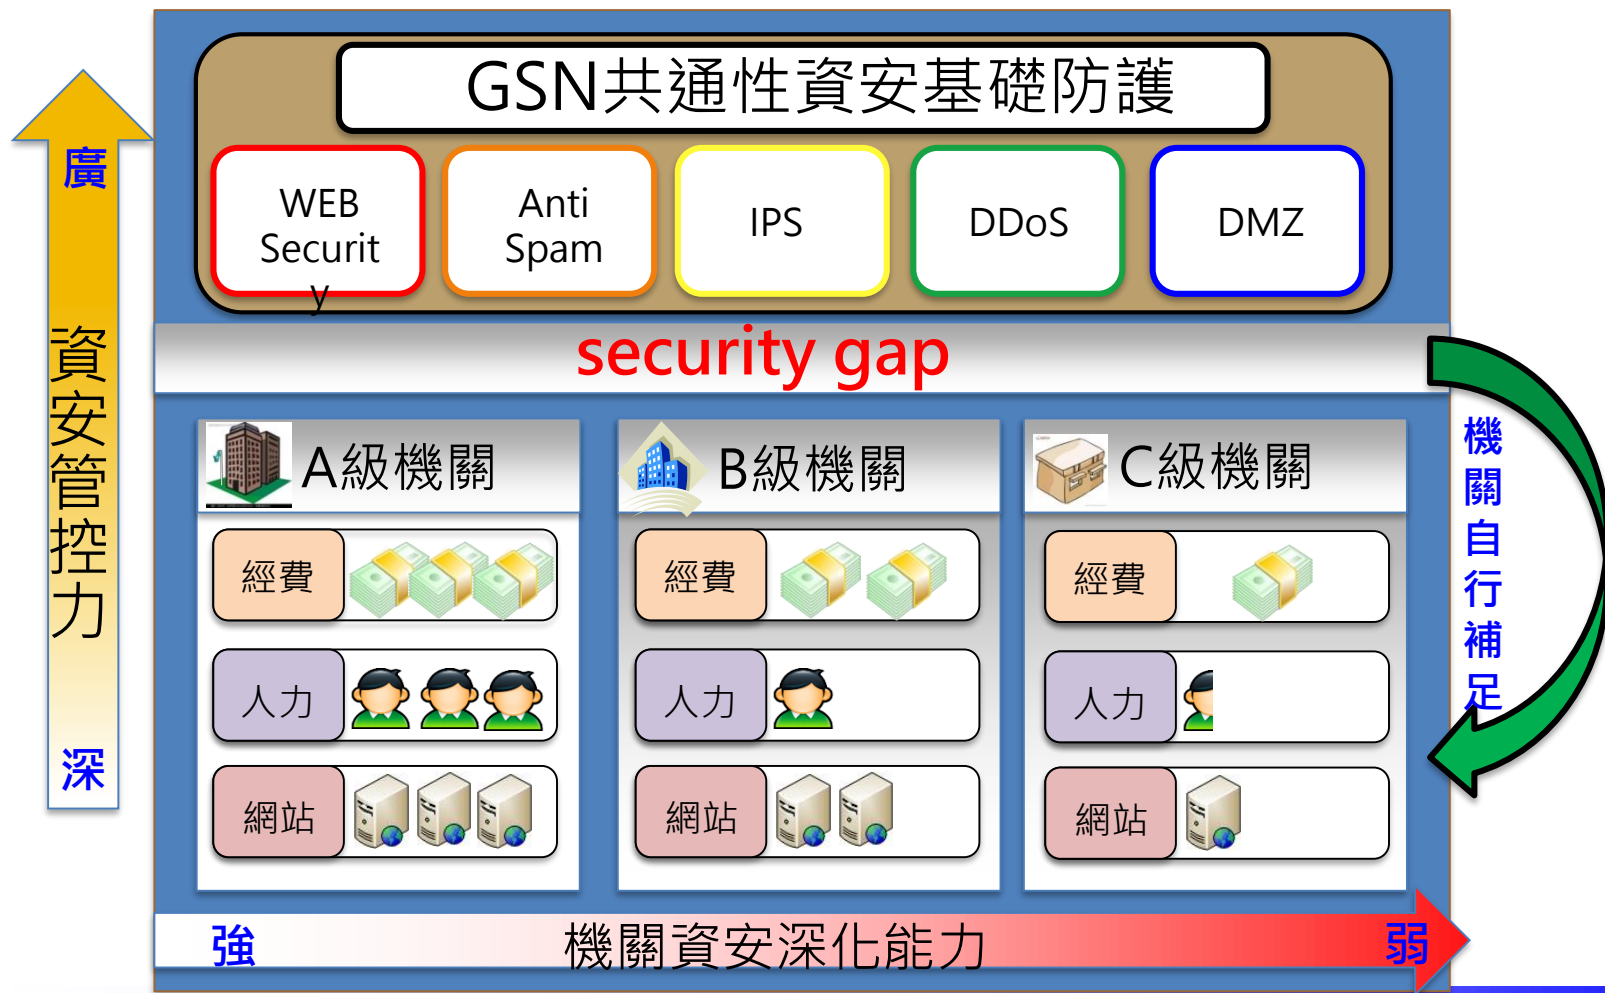 GSN共通性資安基礎防護
WEB
Securit
y
Anti
Spam
IPS
DDoS
DMZ
廣
資安管控力
深
security gap
A級機關
B級機關
C級機關
經費
經費
經費
人力
人力
人力
網站
網站
網站
機關自行補足
強
機關資安深化能力
弱